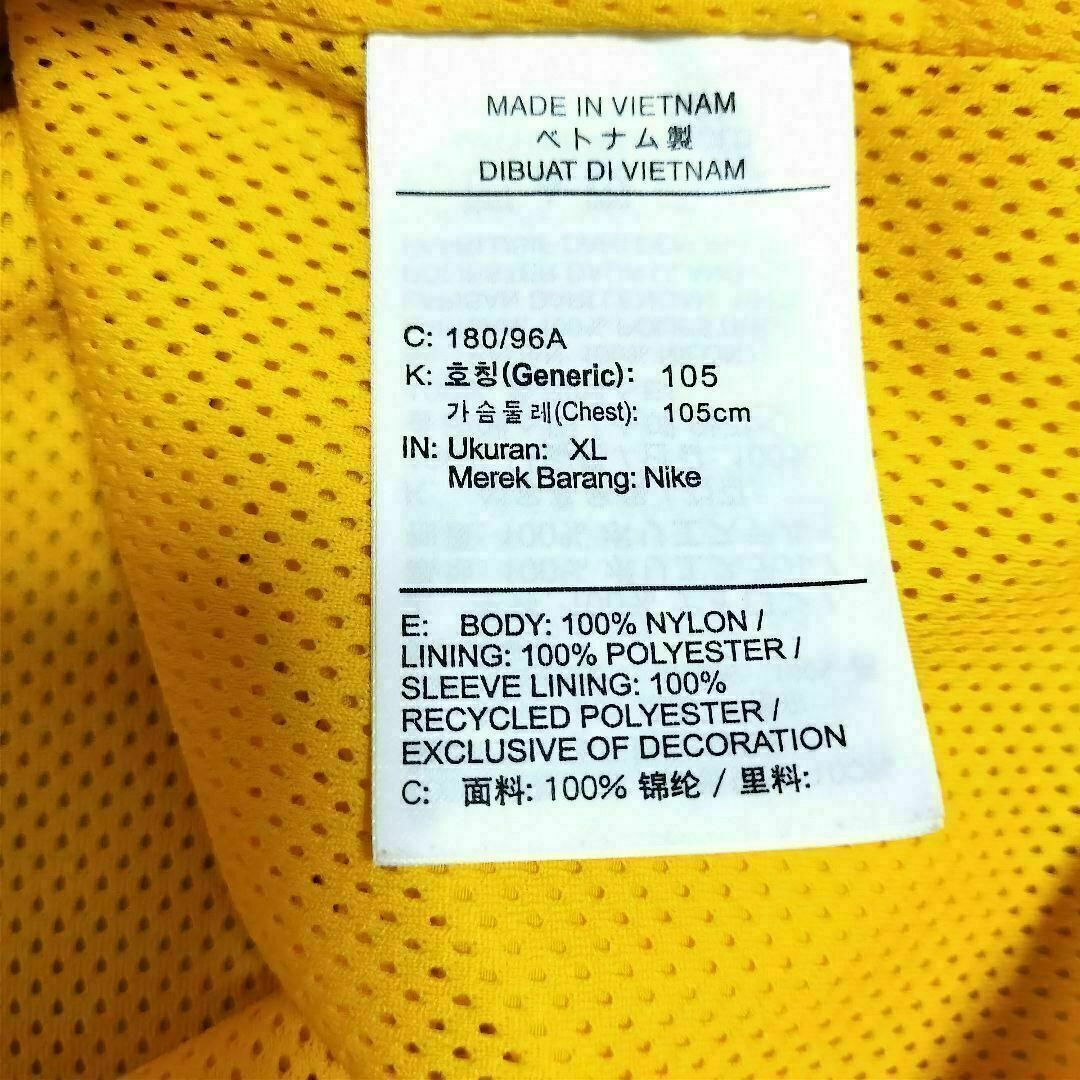 MADE IN VIETNAM
ベトナム製
DIBUAT DI VIETNAM
C: 180/96A
K: 호칭(Generic): 105
가슴둘레(Chest): 105cm
IN: Ukuran: XL
Merek Barang: Nike
E: BODY: 100% NYLON /
LINING: 100% POLYESTER /
SLEEVE LINING: 100%
RECYCLED POLYESTER /
EXCLUSIVE OF DECORATION
C: 面料: 100% 锦纶 / 里料: